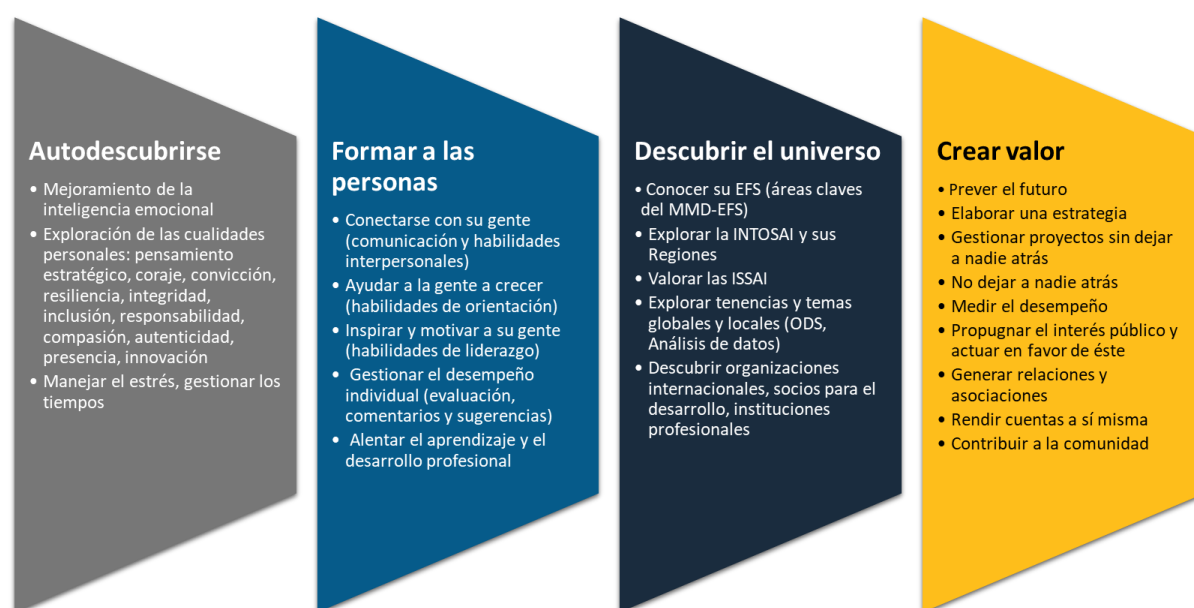 Autodescubrirse
• Mejoramiento de la
inteligencia emocional
• Exploración de las cualidades
personales: pensamiento
estratégico, coraje, convicción,
resiliencia, integridad,
inclusión, responsabilidad,
compasión, autenticidad,
presencia, innovación
• Manejar el estrés, gestionar los
tiempos
Formar a las
personas
• Conectarse con su gente
(comunicación y habilidades
interpersonales)
• Ayudar a la gente a crecer
(habilidades de orientación)
• Inspirar y motivar a su gente
(habilidades de liderazgo)
• Gestionar el desempeño
individual (evaluación,
comentarios y sugerencias)
• Alentar el aprendizaje y el
desarrollo profesional
Descubrir el universo
• Conocer su EFS (áreas claves
del MMD-EFS)
• Explorar la INTOSAI y sus
Regiones
• Valorar las ISSAI
• Explorar tenencias y temas
globales y locales (ODS,
Análisis de datos)
• Descubrir organizaciones
internacionales, socios para el
desarrollo, instituciones
profesionales
Crear valor
• Prever el futuro
• Elaborar una estrategia
• Gestionar proyectos sin dejar
a nadie atrás
• No dejar a nadie atrás
• Medir el desempeño
• Propugnar el interés público y
actuar en favor de éste
• Generar relaciones y
asociaciones
• Rendir cuentas a sí misma
• Contribuir a la comunidad